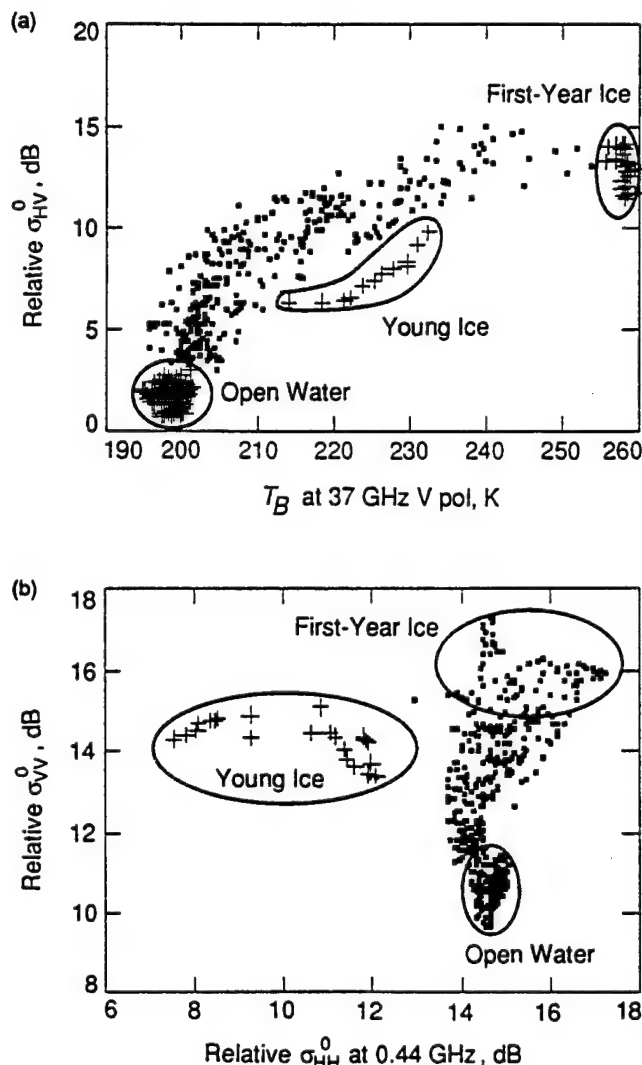 (a)
20
15
10
5
0
Relative σ⁰HV, dB
First-Year Ice
Young Ice
Open Water
190 200 210 220 230 240 250 260
TB at 37 GHz V pol, K
(b)
18
16
14
12
10
8
Relative σ⁰VV, dB
First-Year Ice
Young Ice
Open Water
6 8 10 12 14 16 18
Relative σ⁰HH at 0.44 GHz, dB